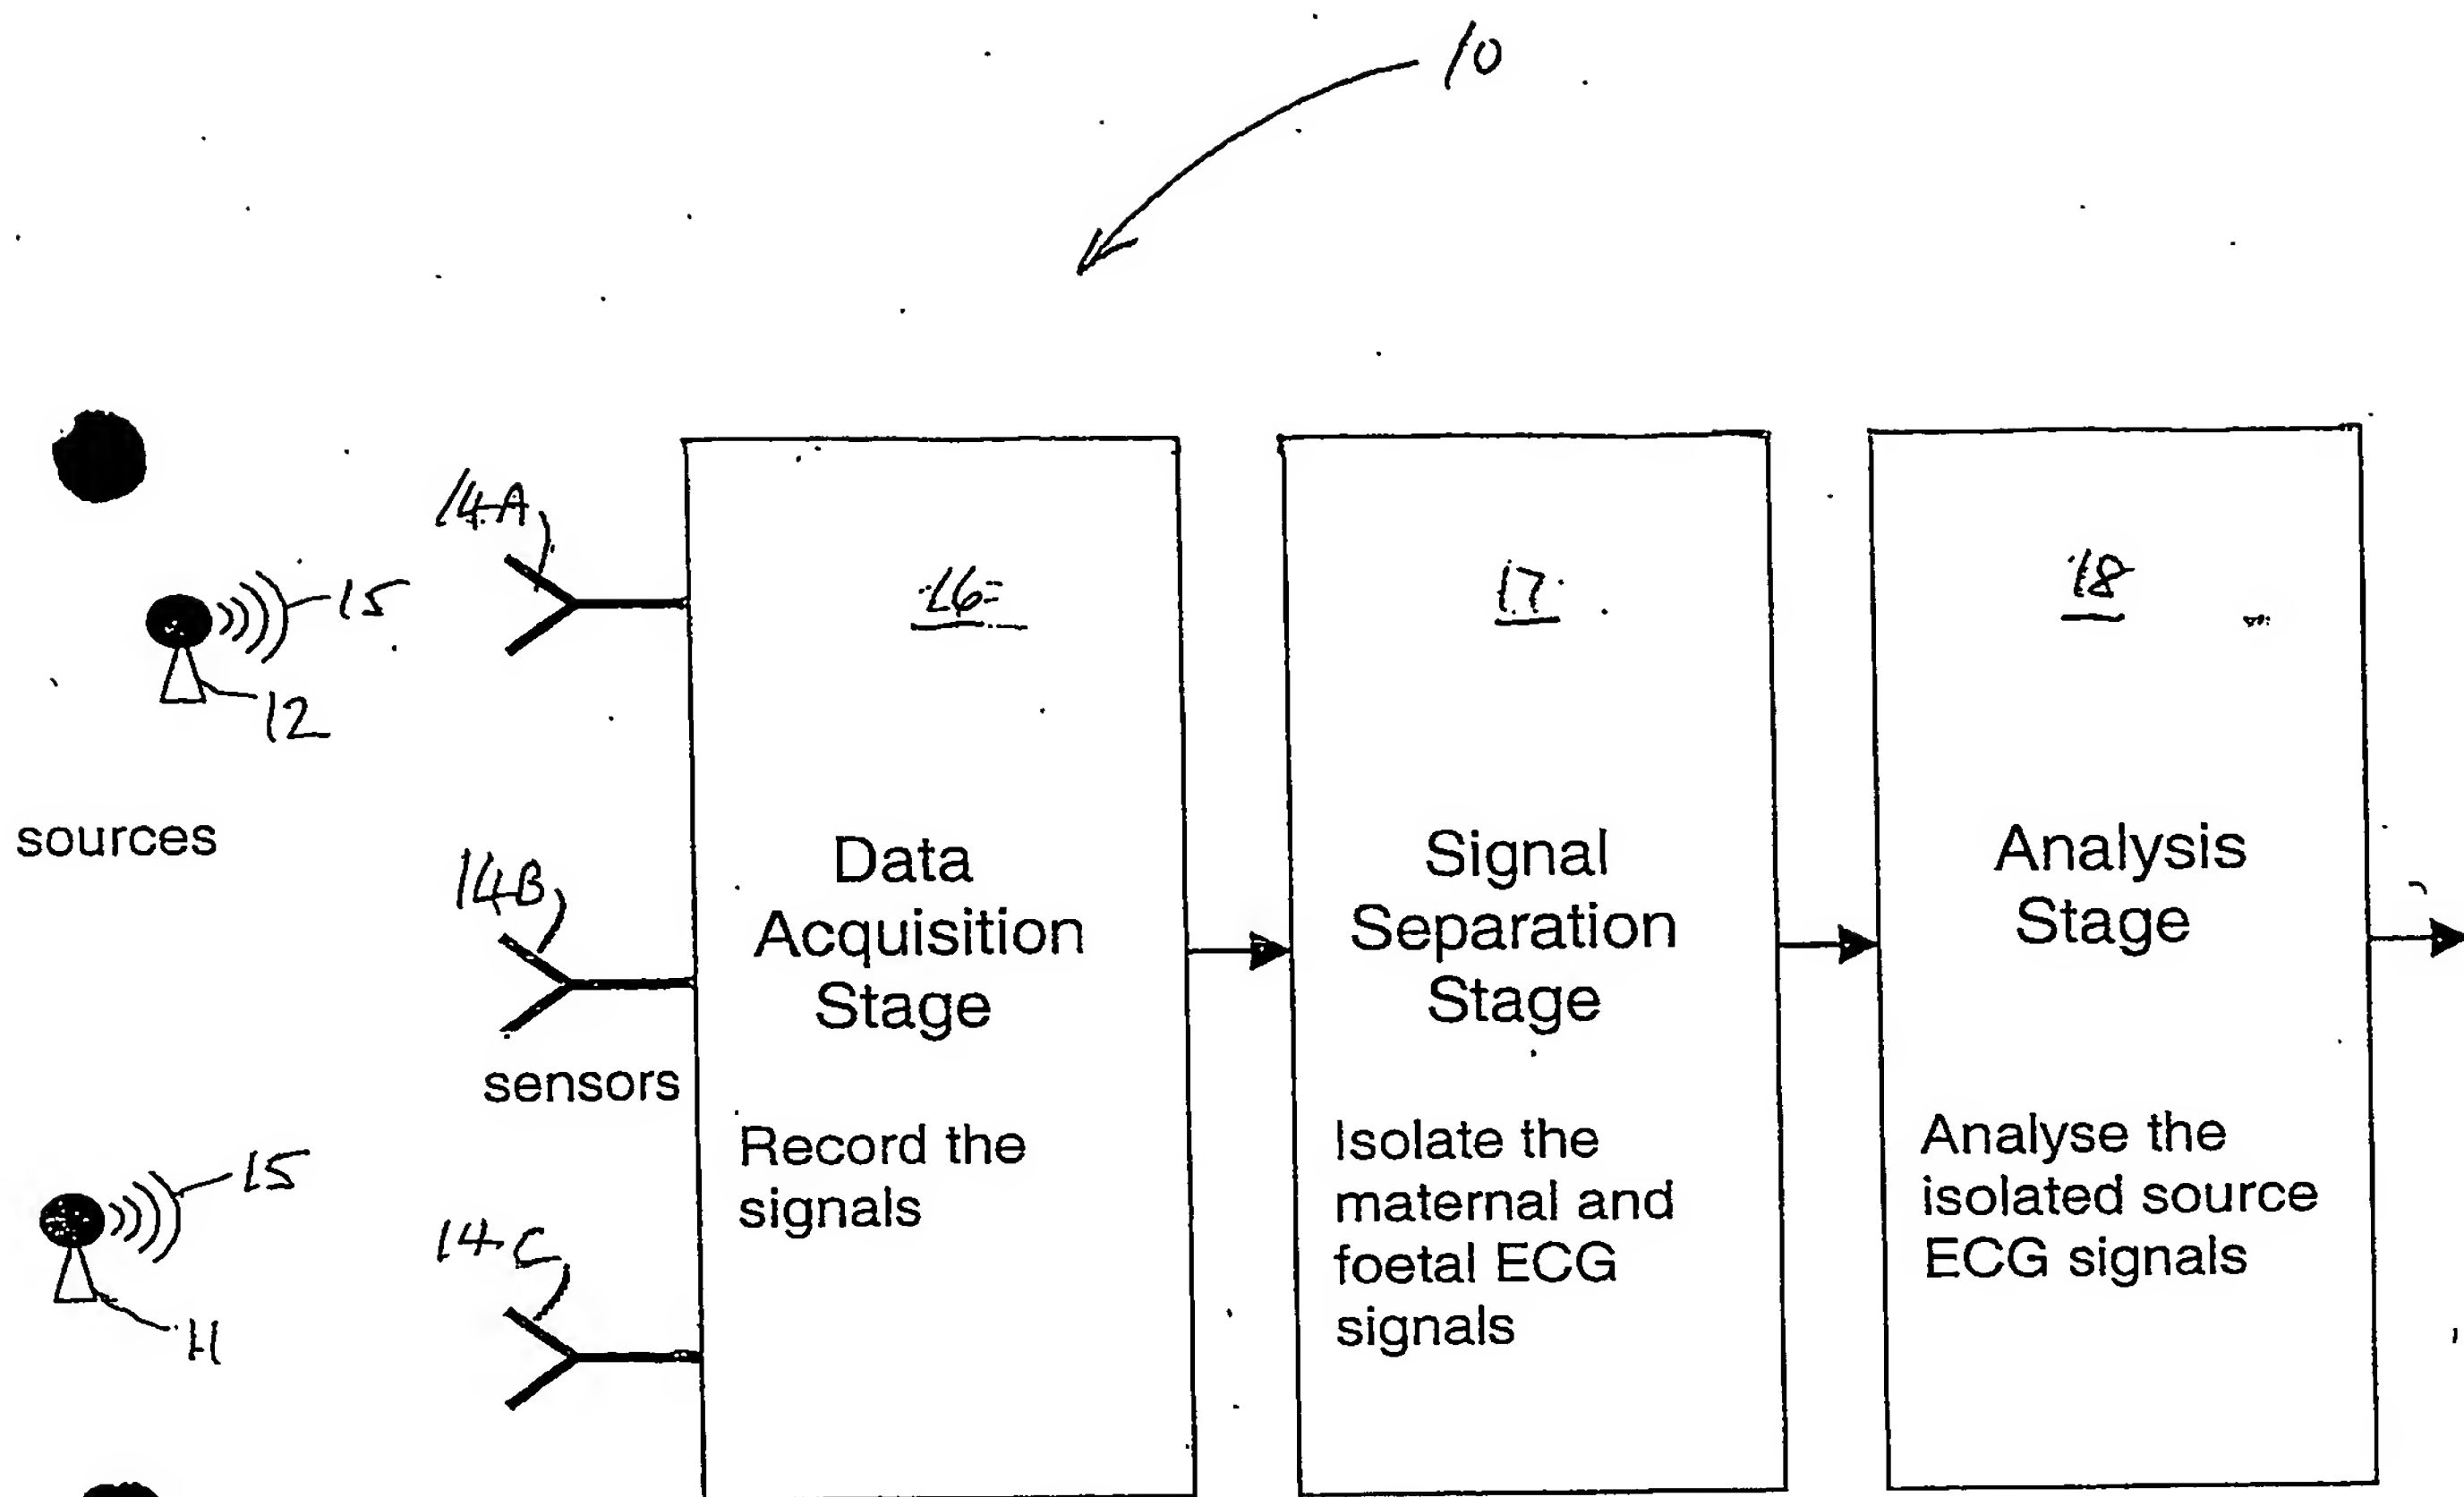 10
14A
15
12
sources
14B
sensors
15
11
14C
16
Data
Acquisition
Stage
Record the
signals
17
Signal
Separation
Stage
Isolate the
maternal and
foetal ECG
signals
18
Analysis
Stage
Analyse the
isolated source
ECG signals